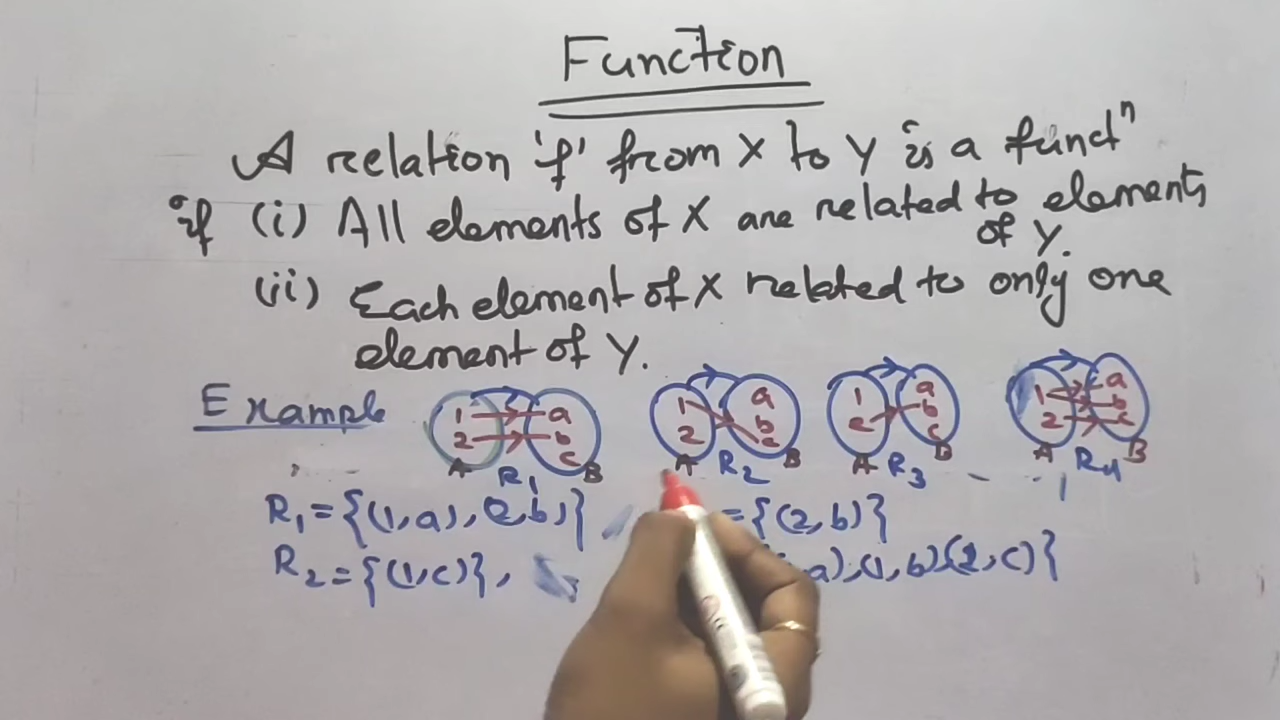 Function
A relation 'f' from X to Y is a functⁿ
if (i) All elements of X are related to elements
of Y.
(ii) Each element of X related to only one
element of Y.
Example
1 a 1 a 1 a 1 a
2 b 2 b 2 b 2 b
c c c c
A R₁ B A R₂ B A R₃ B A R₄ B
R₁ = {(1,a), (2,b)} = {(2,b)}
R₂ = {(1,c)}, a),(1,b)(2,c)}